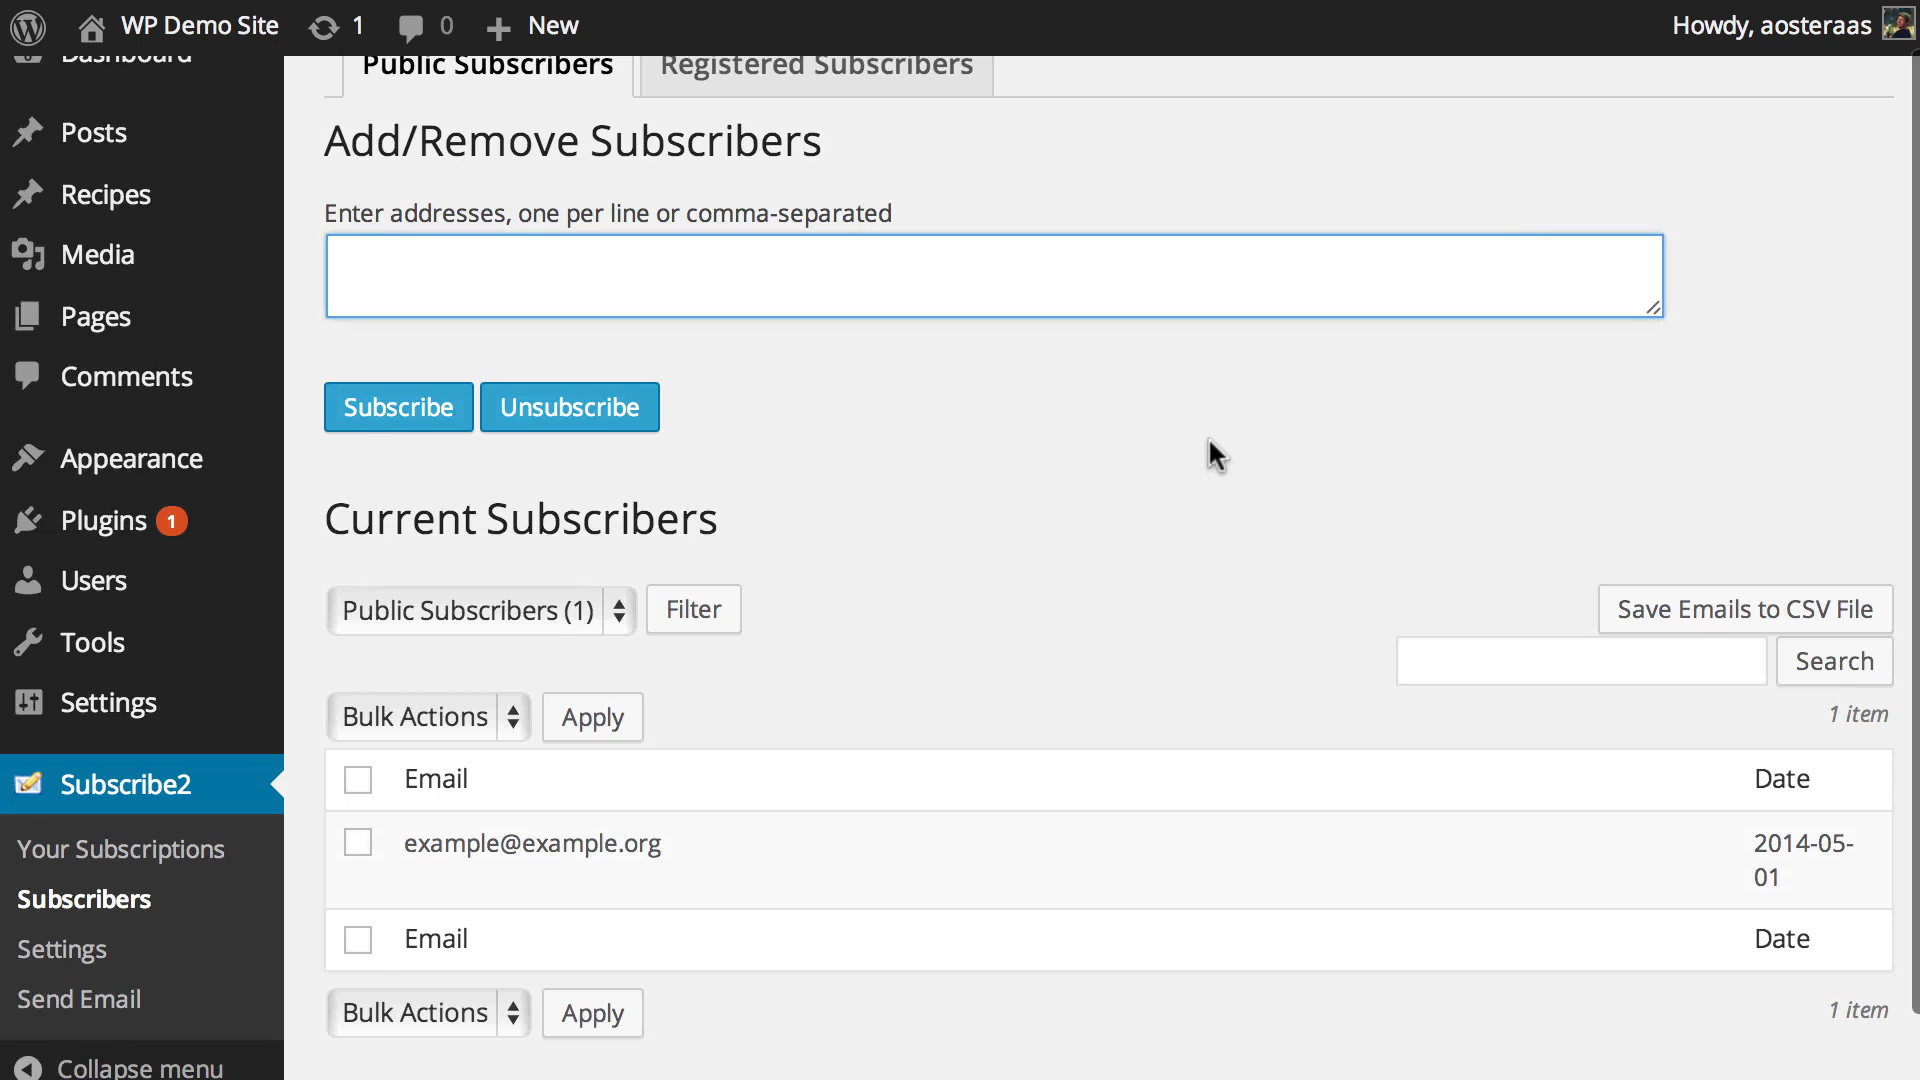 WP Demo Site 1 0 New Howdy, aosteraas
Dashboard
Posts
Recipes
Media
Pages
Comments
Appearance
Plugins 1
Users
Tools
Settings
Subscribe2
Your Subscriptions
Subscribers
Settings
Send Email
Collapse menu
Public Subscribers Registered Subscribers
Add/Remove Subscribers
Enter addresses, one per line or comma-separated
Subscribe Unsubscribe
Current Subscribers
Public Subscribers (1) Filter Save Emails to CSV File
Search
Bulk Actions Apply 1 item
Email Date
example@example.org 2014-05-
01
Email Date
Bulk Actions Apply 1 item